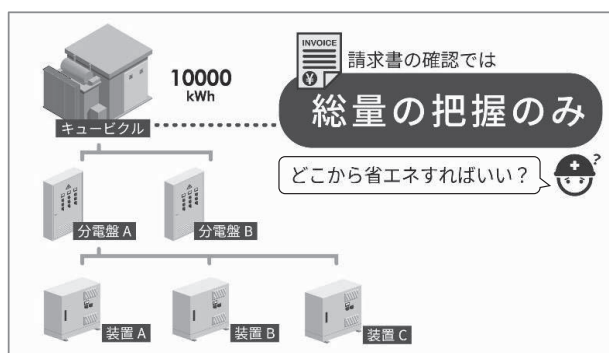 INVOICE
¥
請求書の確認では
10000
kWh
総量の把握のみ
キュービクル
どこから省エネすればいい？
?
分電盤 A
分電盤 B
装置 A
装置 B
装置 C